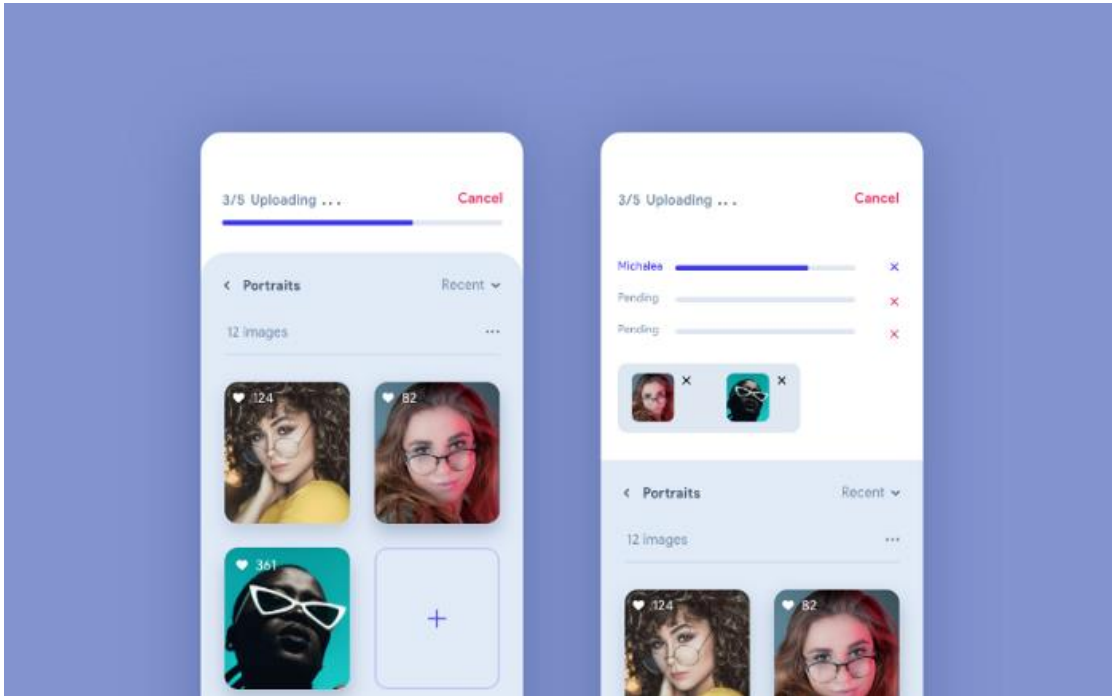 3/5 Uploading ...
Cancel
Portraits
Recent
12 images
124
82
361
3/5 Uploading ...
Cancel
Michalea
Pending
Pending
Portraits
Recent
12 images
124
82